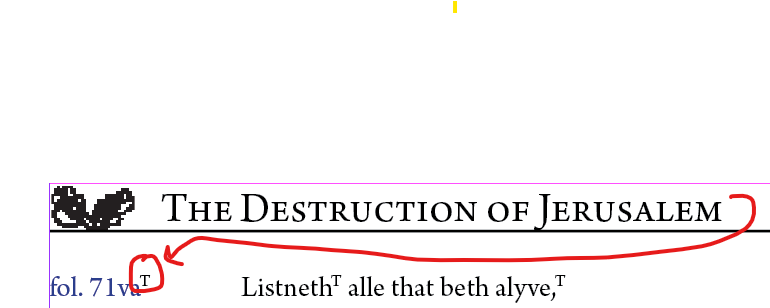 The Destruction of Jerusalem
fol. 71vaᵀ Listnethᵀ alle that beth alyve,ᵀ